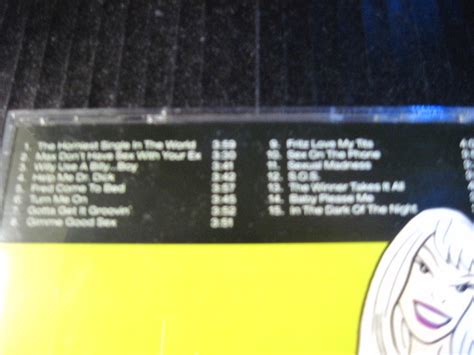 1. The Horniest Single In The World 3:59
2. Max Don't Have Sex With Your Ex 3:30
3. Willy Use A Billy... Boy
4. Help Me Dr. Dick 3:42
5. Fred Come To Bed 3:57
6. Turn Me On
7. Gotta Get It Groovin' 3:52
8. Gimme Good Sex 3:51
9. Fritz Love My Tits
10. Sex On The Phone
11. Sexual Madness
12. S.O.S.
13. The Winner Takes It All
14. Baby Please Me
15. In The Dark Of The Night